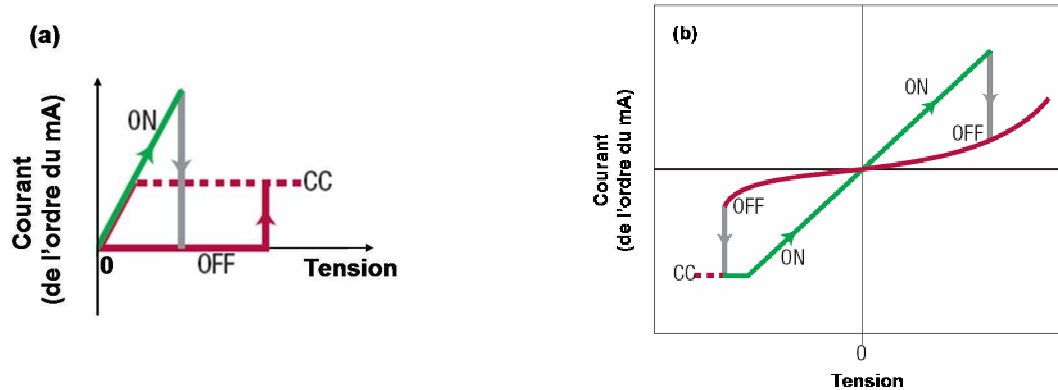 (a)
ON
CC
Courant
(de l'ordre du mA)
0
OFF
Tension
(b)
ON
OFF
Courant
(de l'ordre du mA)
OFF
ON
CC
0
Tension